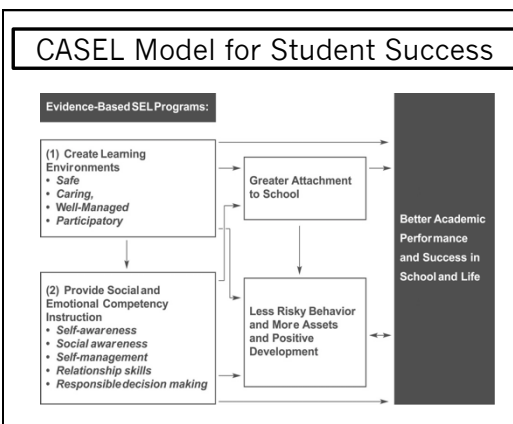 CASEL Model for Student Success
Evidence-Based SEL Programs:
(1) Create Learning
Environments
• Safe
• Caring,
• Well-Managed
• Participatory
(2) Provide Social and
Emotional Competency
Instruction
• Self-awareness
• Social awareness
• Self-management
• Relationship skills
• Responsible decision making
Greater Attachment
to School
Less Risky Behavior
and More Assets
and Positive
Development
Better Academic
Performance
and Success in
School and Life